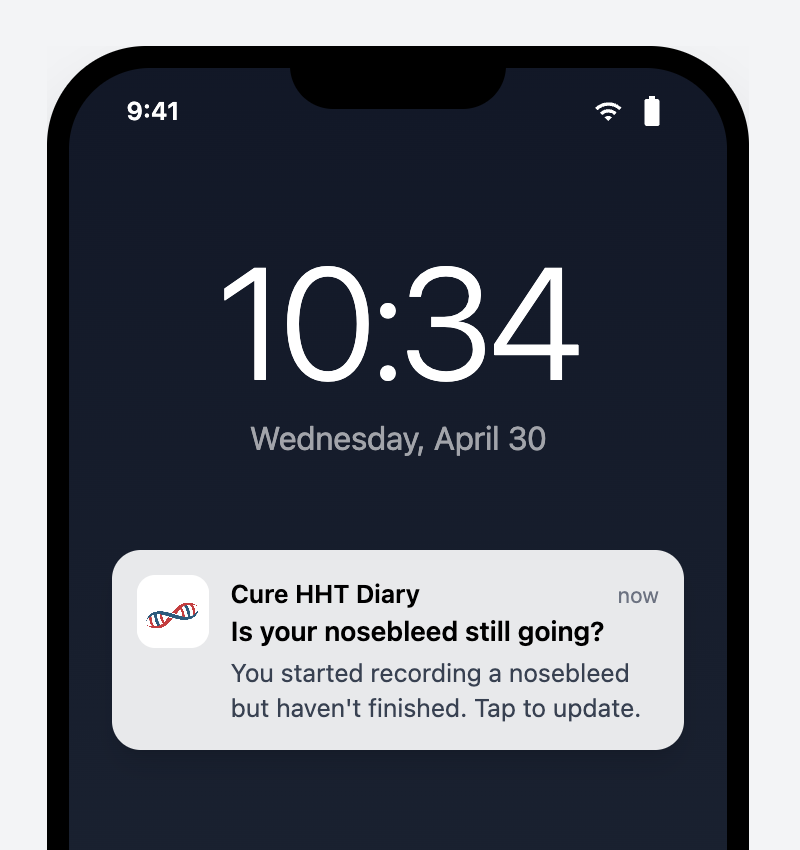 9:41
10:34
Wednesday, April 30
Cure HHT Diary now
Is your nosebleed still going?
You started recording a nosebleed
but haven't finished. Tap to update.